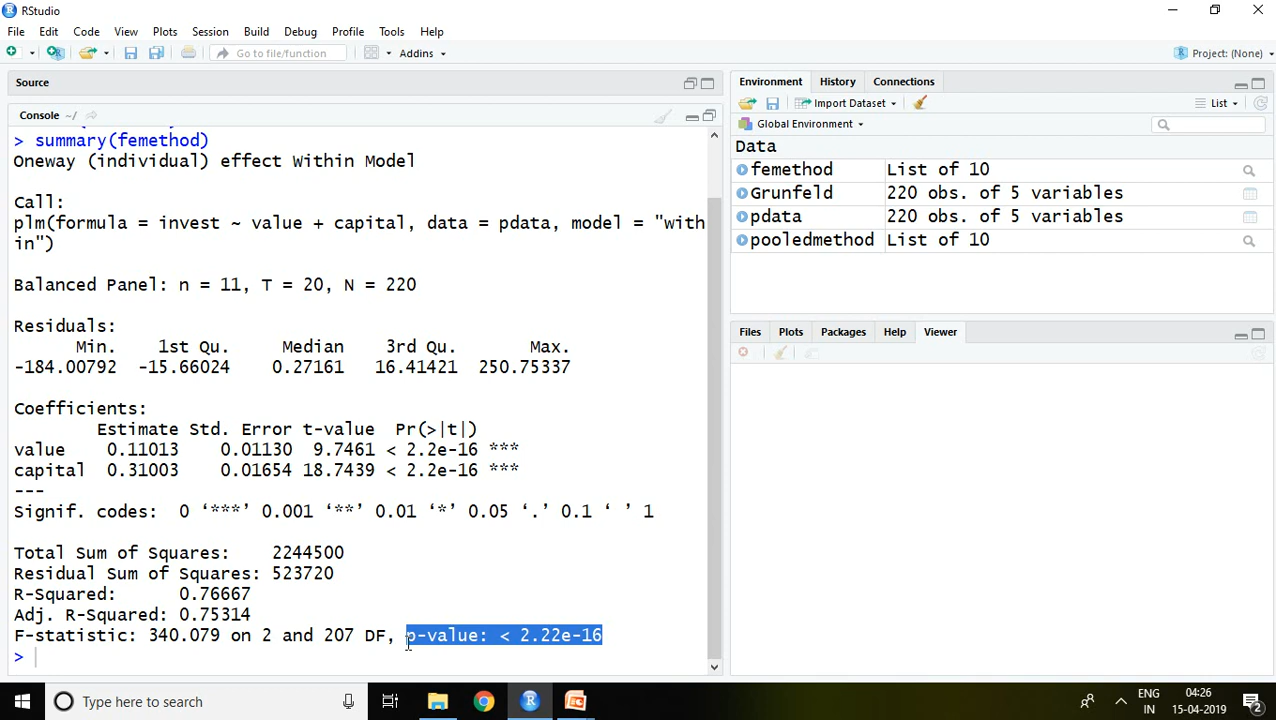 RStudio
File Edit Code View Plots Session Build Debug Profile Tools Help
Go to file/function Addins Project: (None)
Source
Console ~/
> summary(femethod)
Oneway (individual) effect Within Model
Call:
plm(formula = invest ~ value + capital, data = pdata, model = "with
in")
Balanced Panel: n = 11, T = 20, N = 220
Residuals:
Min. 1st Qu. Median 3rd Qu. Max.
-184.00792 -15.66024 0.27161 16.41421 250.75337
Coefficients:
Estimate Std. Error t-value Pr(>|t|)
value 0.11013 0.01130 9.7461 < 2.2e-16 ***
capital 0.31003 0.01654 18.7439 < 2.2e-16 ***
---
Signif. codes: 0 ‘***’ 0.001 ‘**’ 0.01 ‘*’ 0.05 ‘.’ 0.1 ‘ ’ 1
Total Sum of Squares: 2244500
Residual Sum of Squares: 523720
R-Squared: 0.76667
Adj. R-Squared: 0.75314
F-statistic: 340.079 on 2 and 207 DF, p-value: < 2.22e-16
>
Environment History Connections
Import Dataset List
Global Environment
Data
femethod List of 10
Grunfeld 220 obs. of 5 variables
pdata 220 obs. of 5 variables
pooledmethod List of 10
Files Plots Packages Help Viewer
Type here to search
ENG 04:26
IN 15-04-2019 2